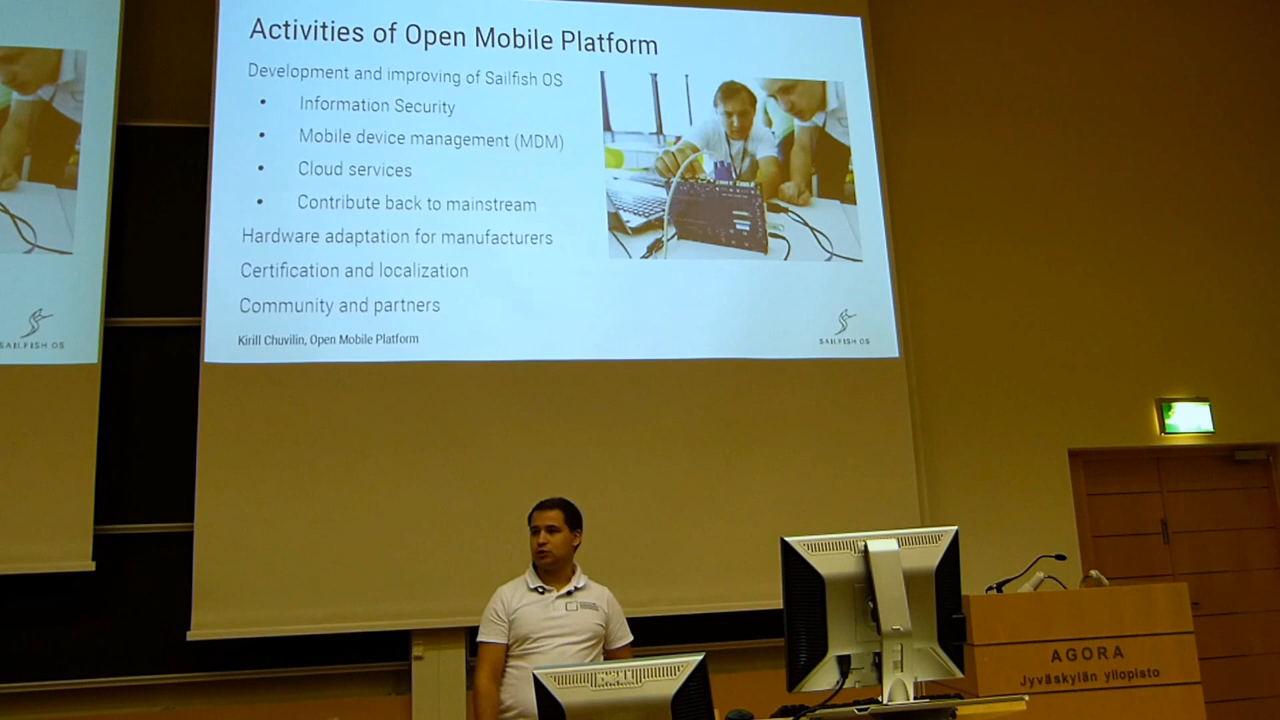 Activities of Open Mobile Platform
Development and improving of Sailfish OS
• Information Security
• Mobile device management (MDM)
• Cloud services
• Contribute back to mainstream
Hardware adaptation for manufacturers
Certification and localization
Community and partners
Kirill Chuvilin, Open Mobile Platform
SAILFISH OS
SAILFISH OS
AGORA
Jyväskylän yliopisto